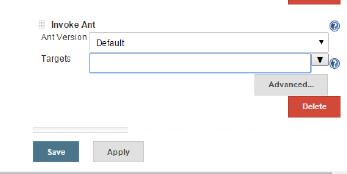 Invoke Ant
Ant Version Default
Targets
Advanced...
Delete
Save Apply